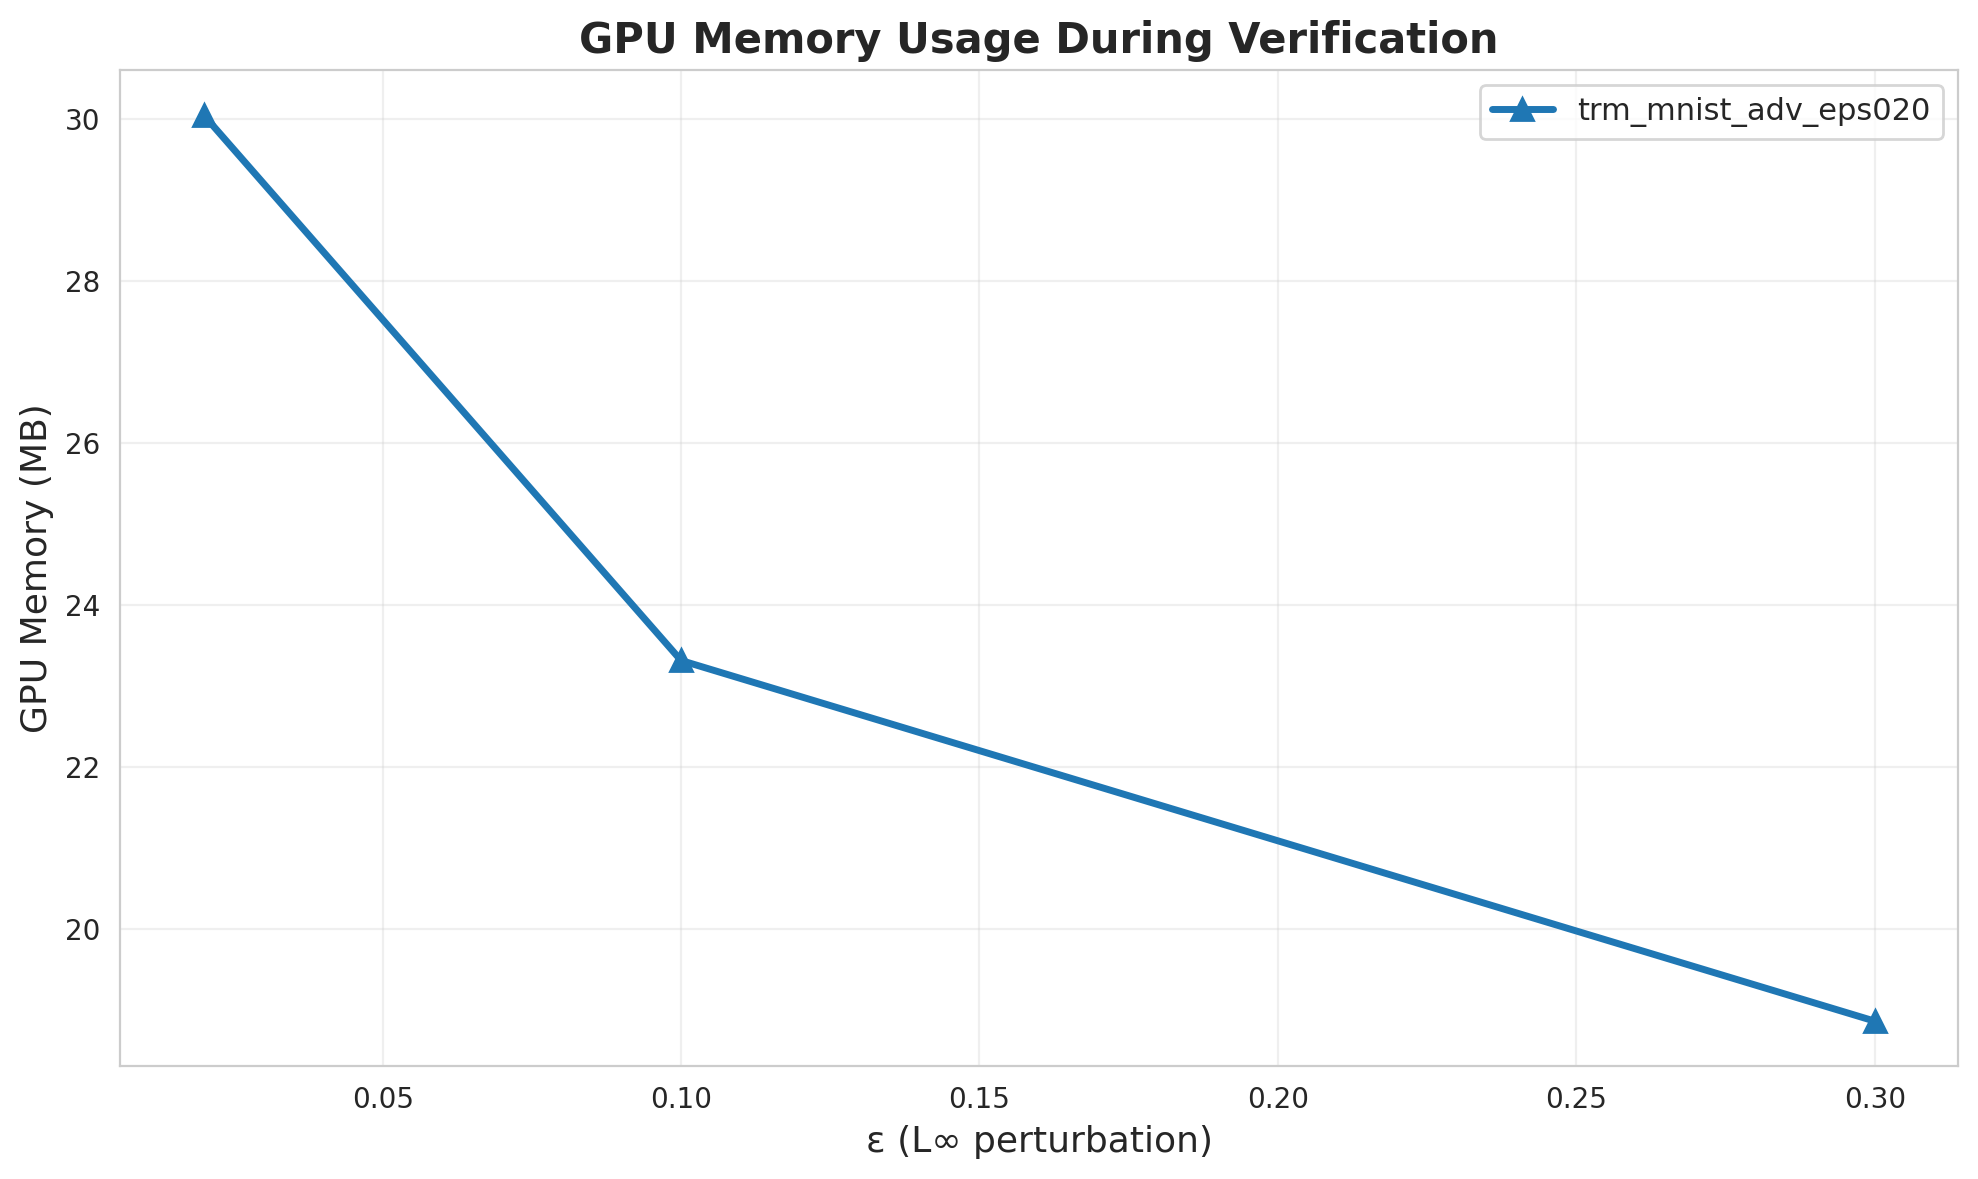 GPU Memory Usage During Verification
trm_mnist_adv_eps020
GPU Memory (MB)
30
28
26
24
22
20
0.05 0.10 0.15 0.20 0.25 0.30
ε (L∞ perturbation)